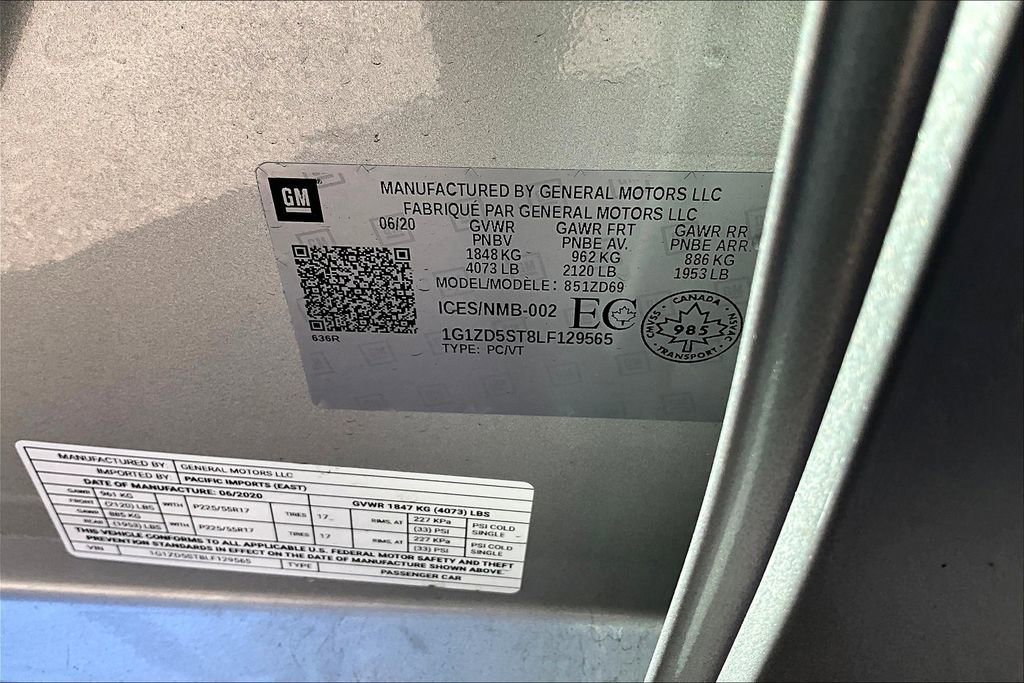 GM
MANUFACTURED BY GENERAL MOTORS LLC
FABRIQUÉ PAR GENERAL MOTORS LLC
06/20 GVWR GAWR FRT GAWR RR
PNBV PNBE AV. PNBE ARR.
1848 KG 962 KG 886 KG
4073 LB 2120 LB 1953 LB
MODEL/MODÈLE: 851ZD69
ICES/NMB-002 EC
CANADA
CMVSS 985 NSVAC
TRANSPORT
636R
1G1ZD5ST8LF129565
TYPE: PC/VT
MANUFACTURED BY: GENERAL MOTORS LLC
IMPORTED BY: PACIFIC IMPORTS (EAST)
DATE OF MANUFACTURE: 06/2020 GVWR 1847 KG (4073) LBS
GAWR FRONT 961 KG (2120) LBS WITH P225/55R17 TIRES 17 RIMS, AT 227 KPa (33) PSI PSI COLD SINGLE
GAWR REAR 885 KG (1953) LBS WITH P225/55R17 TIRES 17 RIMS, AT 227 KPa (33) PSI PSI COLD SINGLE
THIS VEHICLE CONFORMS TO ALL APPLICABLE U.S. FEDERAL MOTOR SAFETY AND THEFT
PREVENTION STANDARDS IN EFFECT ON THE DATE OF MANUFACTURE SHOWN ABOVE
VIN 1G1ZD5ST8LF129565 TYPE PASSENGER CAR